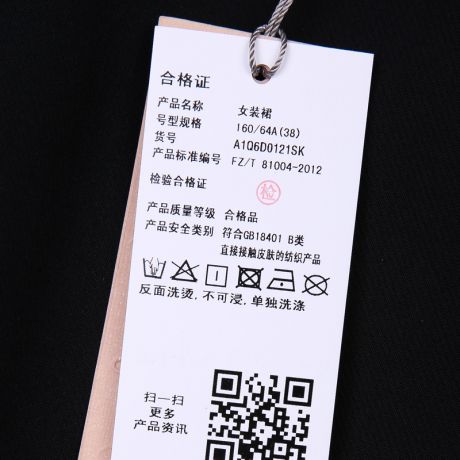 合格证
产品名称 女装裙
号型规格 160/64A(38)
货号 A1Q6D0121SK
产品标准编号 FZ/T 81004-2012
检验合格证 检
产品质量等级 合格品
产品安全类别 符合GB18401 B类
直接接触皮肤的纺织产品
反面洗烫,不可浸,单独洗涤
扫一扫
更多
产品资讯